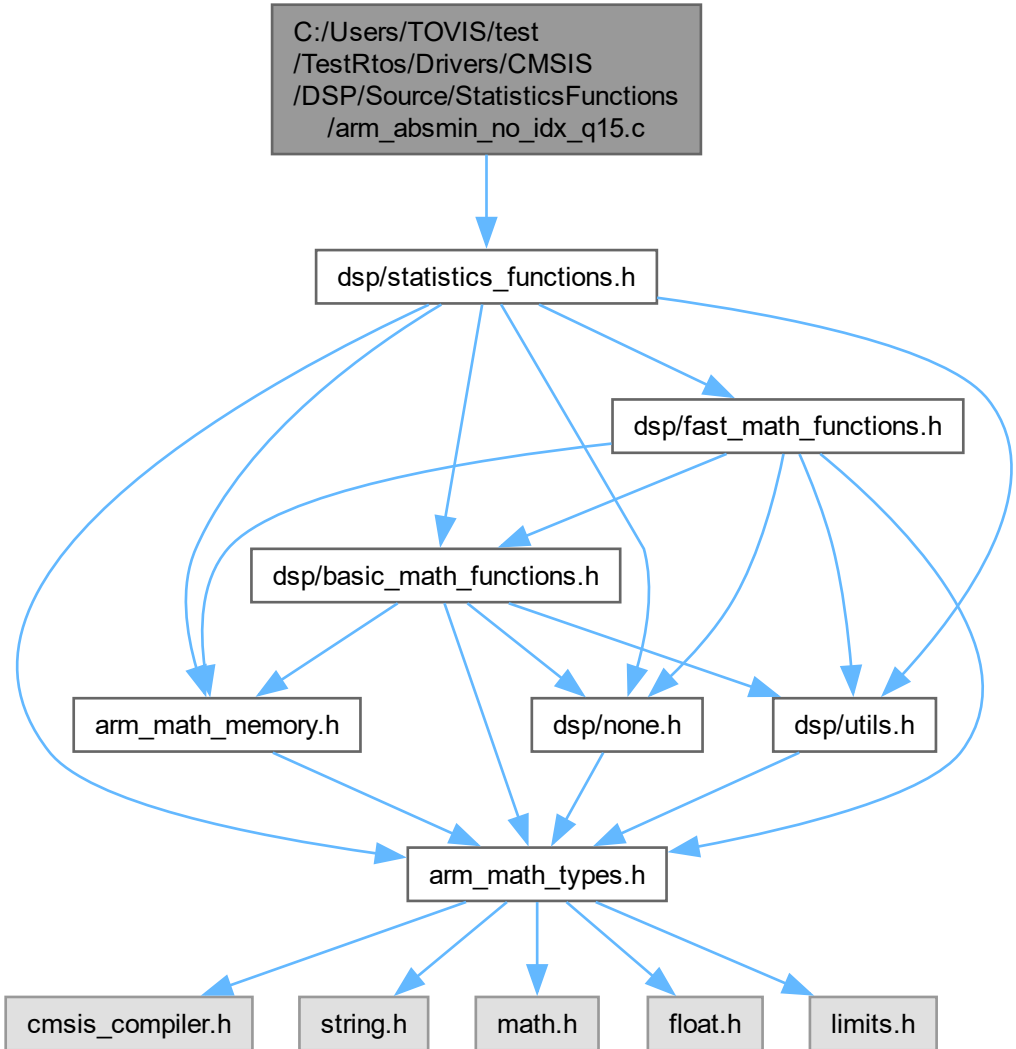 C:/Users/TOVIS/test
/TestRtos/Drivers/CMSIS
/DSP/Source/StatisticsFunctions
/arm_absmin_no_idx_q15.c
dsp/statistics_functions.h
dsp/fast_math_functions.h
dsp/basic_math_functions.h
arm_math_memory.h
dsp/none.h
dsp/utils.h
arm_math_types.h
cmsis_compiler.h
string.h
math.h
float.h
limits.h